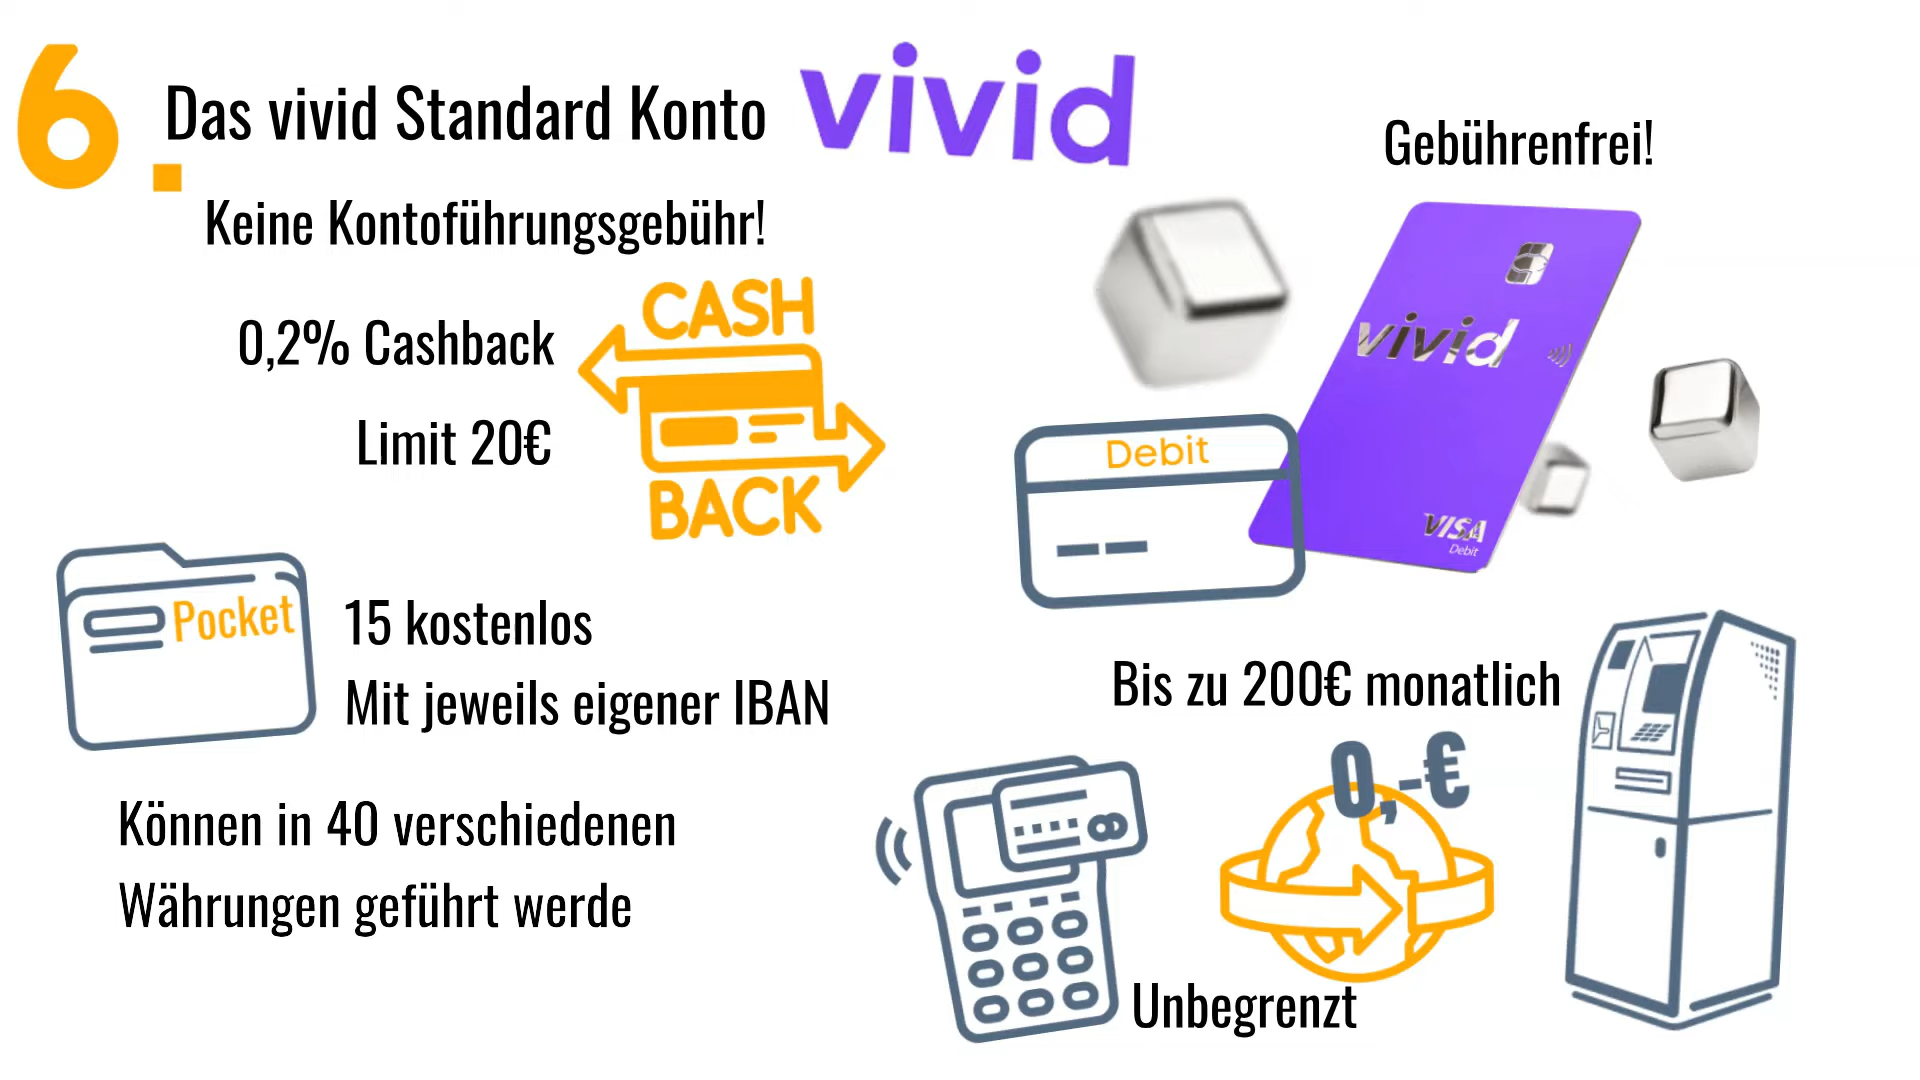 6.
Das vivid Standard Konto
vivid
Gebührenfrei!
Keine Kontoführungsgebühr!
0,2% Cashback
Limit 20€
CASH
BACK
vivid
Debit
VISA
Debit
Pocket
15 kostenlos
Mit jeweils eigener IBAN
Können in 40 verschiedenen
Währungen geführt werde
Bis zu 200€ monatlich
0,-€
Unbegrenzt